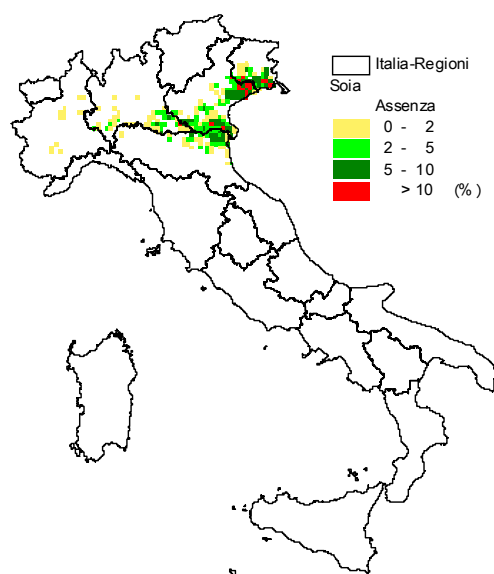 Italia-Regioni
Soia
Assenza
0 - 2
2 - 5
5 - 10
> 10 (%)